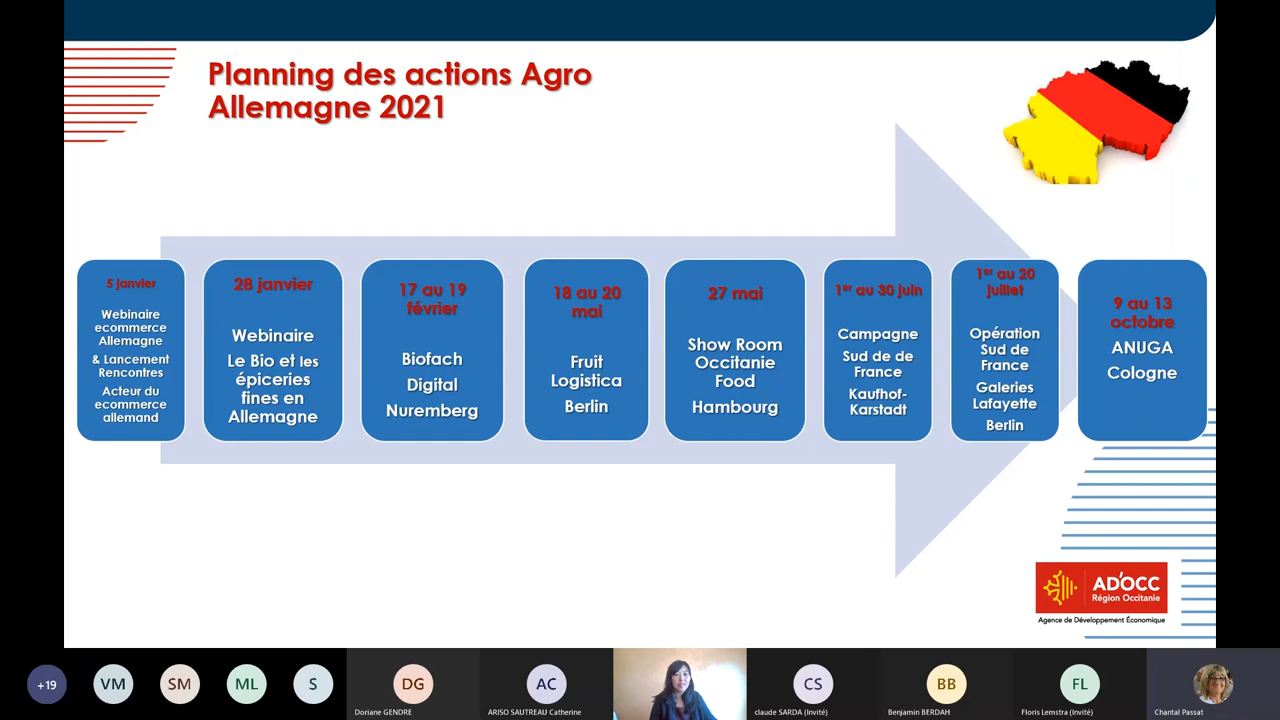 Planning des actions Agro
Allemagne 2021
5 janvier
Webinaire
ecommerce
Allemagne
& Lancement
Rencontres
Acteur du
ecommerce
allemand
28 janvier
Webinaire
Le Bio et les
épiceries
fines en
Allemagne
17 au 19
février
Biofach
Digital
Nuremberg
18 au 20
mai
Fruit
Logistica
Berlin
27 mai
Show Room
Occitanie
Food
Hambourg
1er au 30 juin
Campagne
Sud de de
France
Kaufhof-
Karstadt
1er au 20
juillet
Opération
Sud de
France
Galeries
Lafayette
Berlin
9 au 13
octobre
ANUGA
Cologne
AD'OCC
Région Occitanie
Agence de Développement Économique
+19
VM
SM
ML
S
DG
Doriane GENDRE
AC
ARISO SAUTREAU Catherine
CS
claude SARDA (Invité)
BB
Benjamin BERDAH
FL
Floris Lemstra (Invité)
Chantal Passat